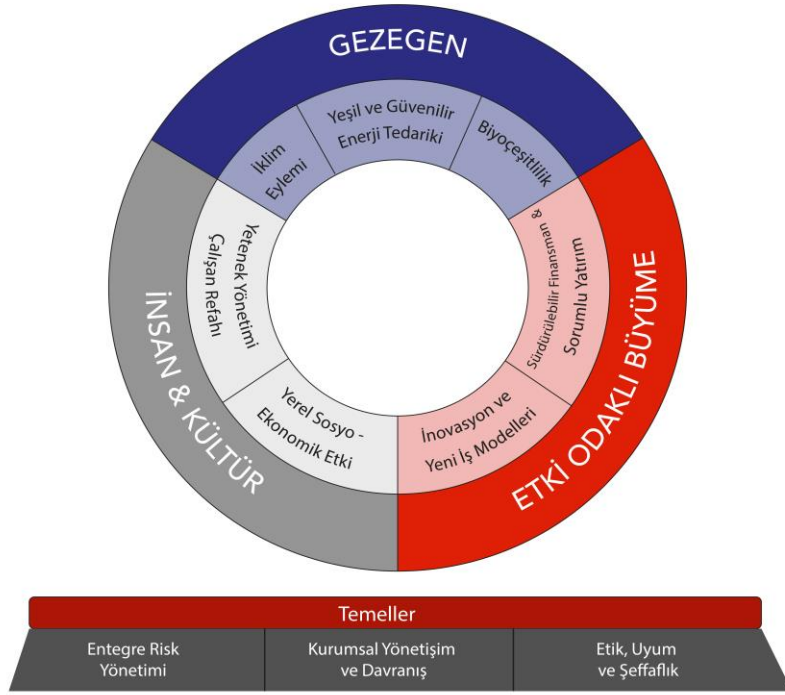 GEZEGEN
İklim
Eylemi
Yeşil ve Güvenilir
Enerji Tedariki
Biyoçeşitlilik
ETKİ ODAKLI BÜYÜME
Sürdürülebilir Finansman &
Sorumlu Yatırım
İnovasyon ve
Yeni İş Modelleri
İNSAN & KÜLTÜR
Yetenek Yönetimi
Çalışan Refahı
Yerel Sosyo -
Ekonomik Etki
Temeller
Entegre Risk
Yönetimi
Kurumsal Yönetişim
ve Davranış
Etik, Uyum
ve Şeffaflık